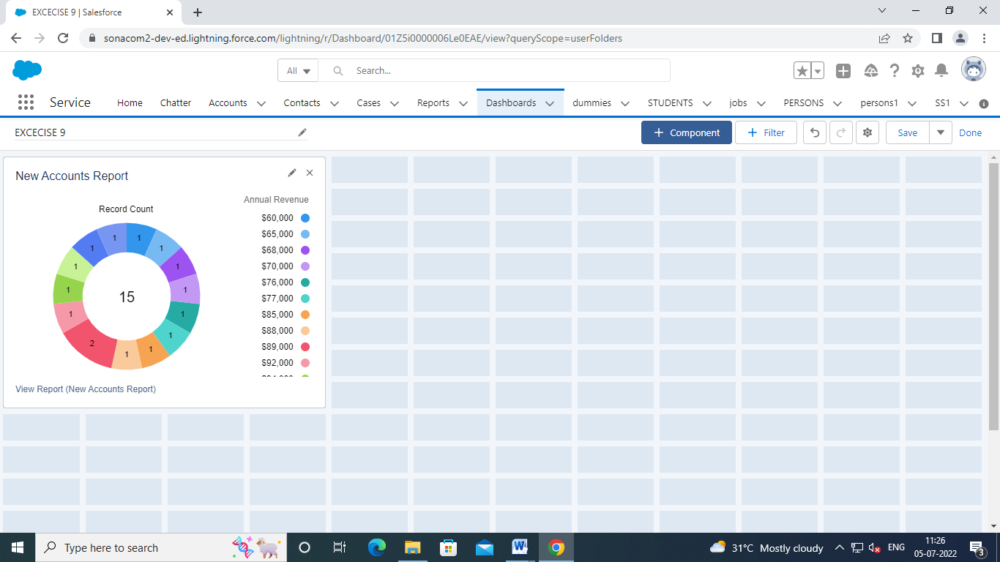 EXCECISE 9 | Salesforce
sonacom2-dev-ed.lightning.force.com/lightning/r/Dashboard/01Z5i0000006Le0EAE/view?queryScope=userFolders
All Search...
Service Home Chatter Accounts Contacts Cases Reports Dashboards dummies STUDENTS jobs PERSONS persons1 SS1
EXCECISE 9 + Component + Filter Save Done
New Accounts Report
Annual Revenue
Record Count
$60,000
$65,000
$68,000
$70,000
$76,000
$77,000
$85,000
$88,000
$89,000
$92,000
1
1
1
1
1
1
1
1
2
1
1
1
1
1
15
View Report (New Accounts Report)
Type here to search
31°C Mostly cloudy
ENG
11:26
05-07-2022
3